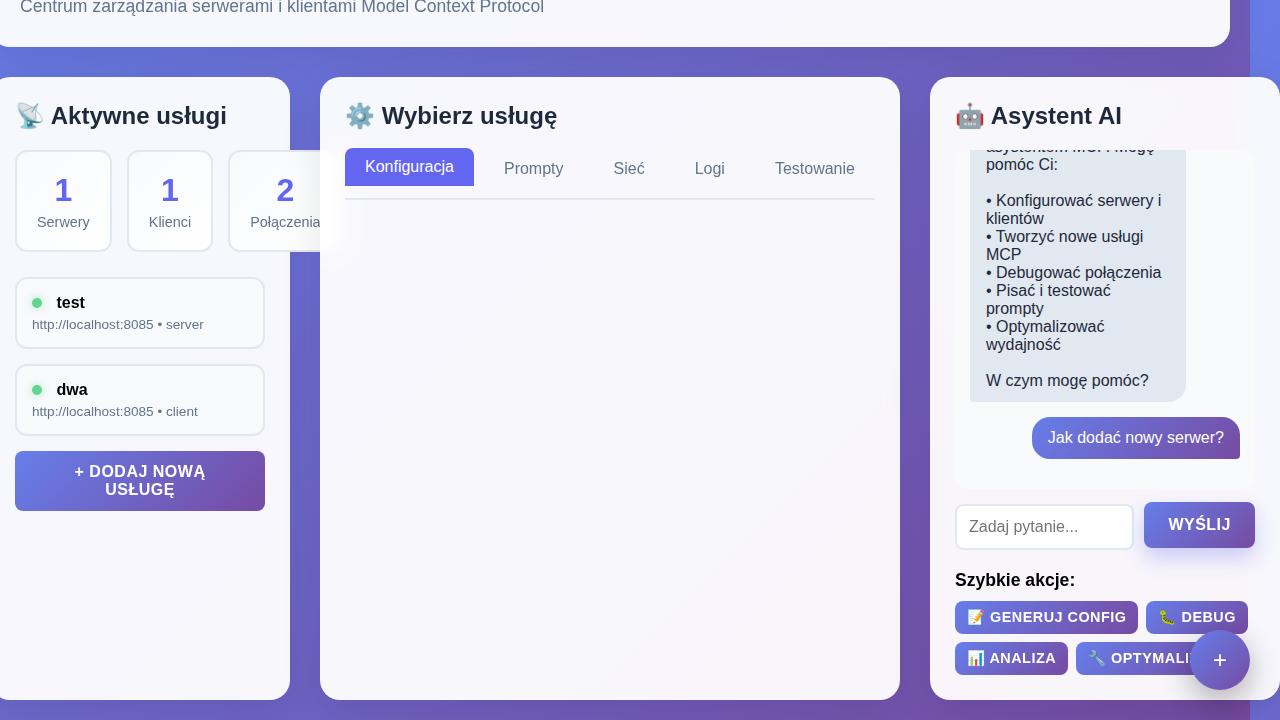 Centrum zarządzania serwerami i klientami Model Context Protocol
📡 Aktywne usługi
1
Serwery
1
Klienci
2
Połączenia
test
http://localhost:8085 • server
dwa
http://localhost:8085 • client
+ DODAJ NOWĄ
USŁUGĘ
⚙️ Wybierz usługę
Konfiguracja
Prompty
Sieć
Logi
Testowanie
🤖 Asystent AI
asystentem MCP. Mogę
pomóc Ci:
• Konfigurować serwery i
klientów
• Tworzyć nowe usługi
MCP
• Debugować połączenia
• Pisać i testować
prompty
• Optymalizować
wydajność
W czym mogę pomóc?
Jak dodać nowy serwer?
Zadaj pytanie...
WYŚLIJ
Szybkie akcje:
📝 GENERUJ CONFIG
🐛 DEBUG
📊 ANALIZA
🔧 OPTYMALI
+